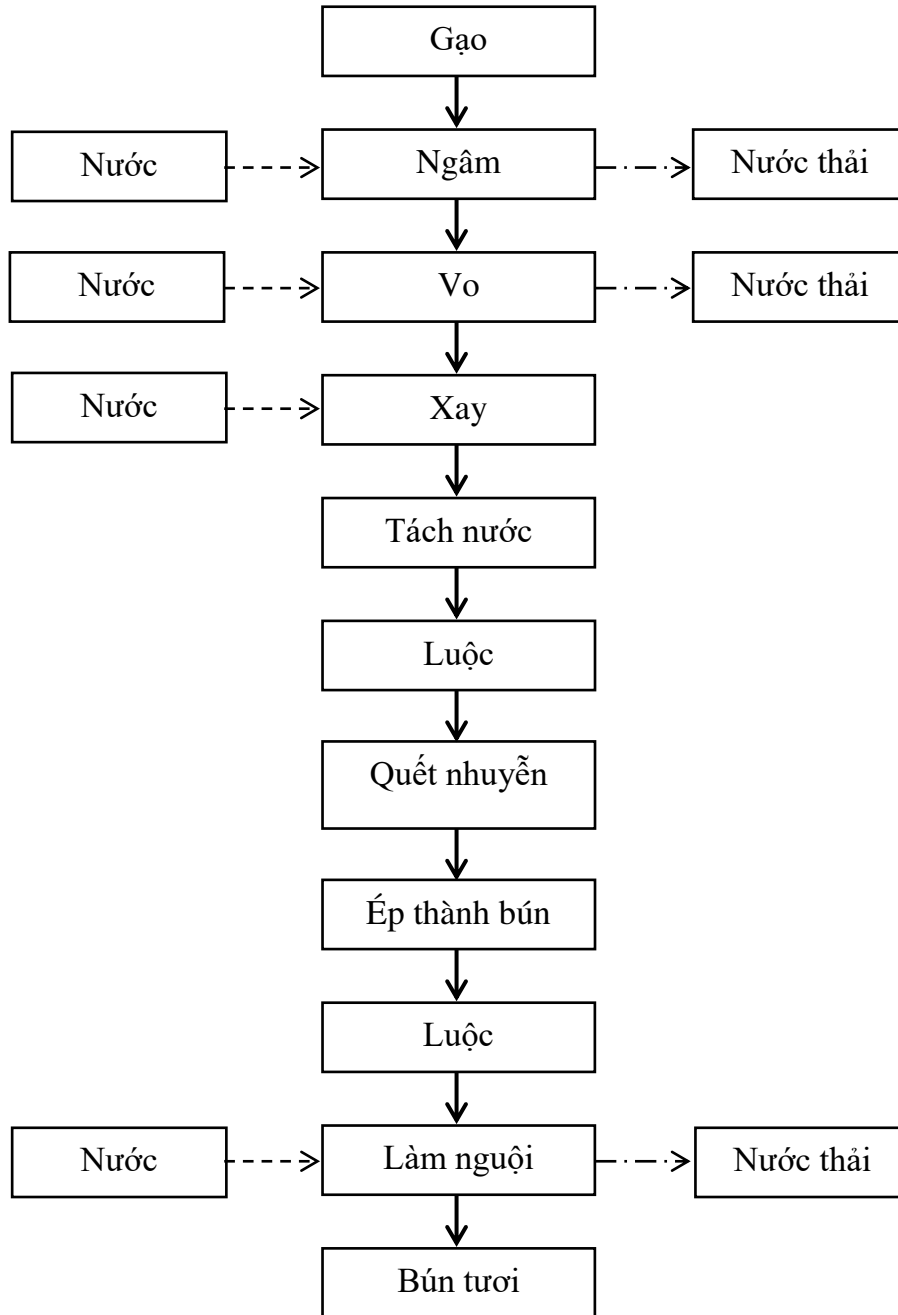 Gạo
Nước
Ngâm
Nước thải
Nước
Vo
Nước thải
Nước
Xay
Tách nước
Luộc
Quết nhuyễn
Ép thành bún
Luộc
Nước
Làm nguội
Nước thải
Bún tươi